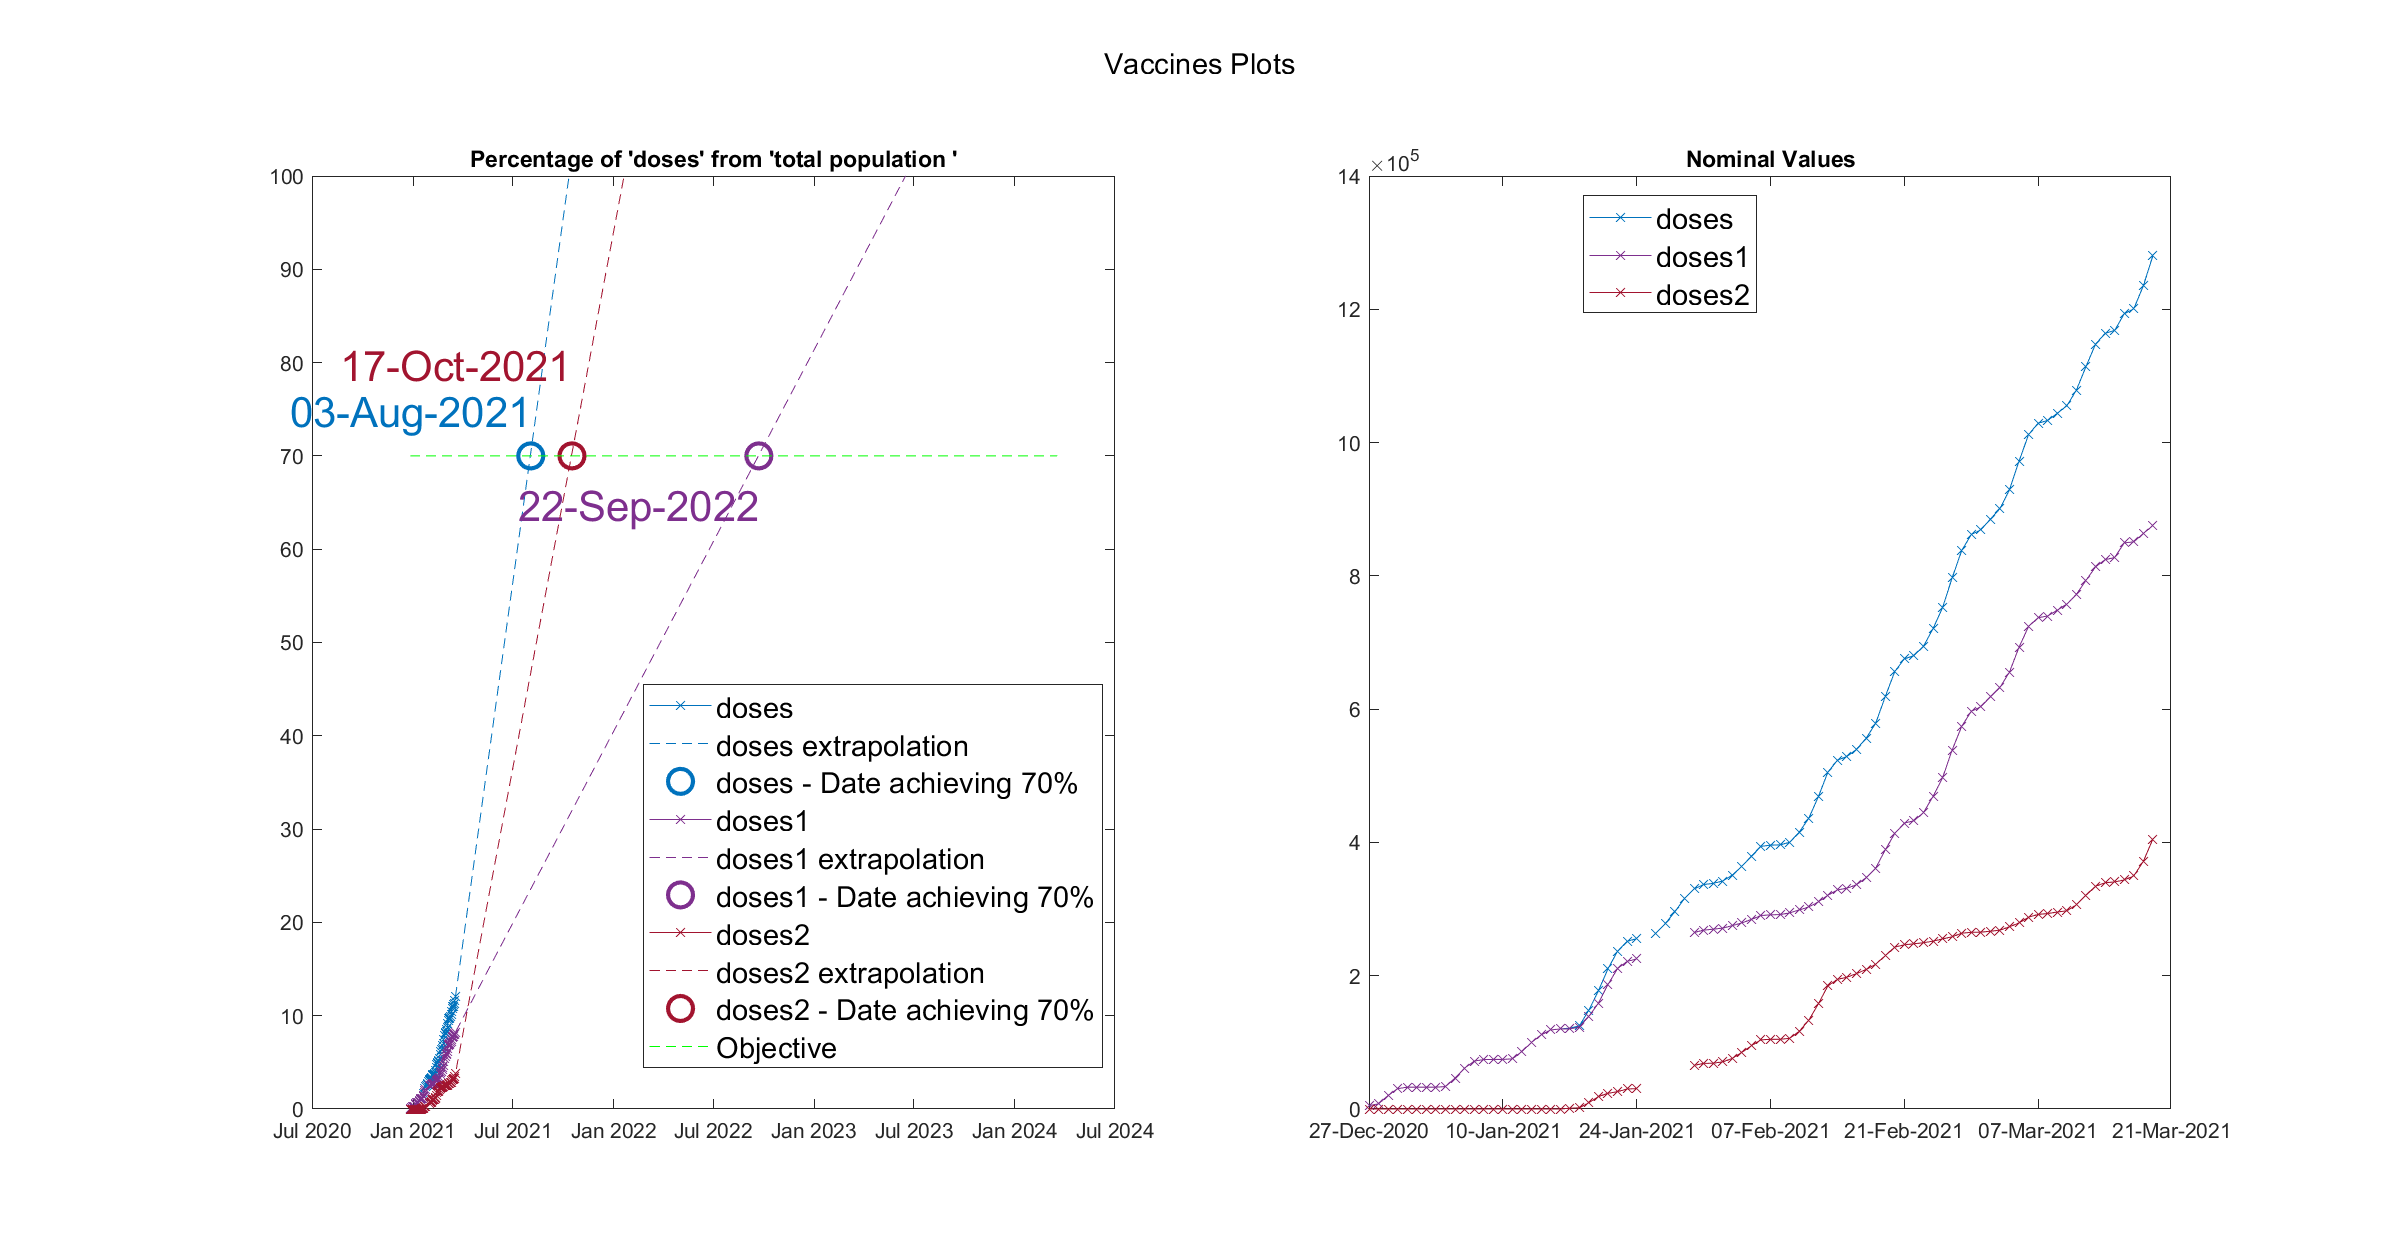 Vaccines Plots
Percentage of 'doses' from 'total population '
100
90
80
70
60
50
40
30
20
10
0
Jul 2020 Jan 2021 Jul 2021 Jan 2022 Jul 2022 Jan 2023 Jul 2023 Jan 2024 Jul 2024
17-Oct-2021
03-Aug-2021
22-Sep-2022
doses
doses extrapolation
doses - Date achieving 70%
doses1
doses1 extrapolation
doses1 - Date achieving 70%
doses2
doses2 extrapolation
doses2 - Date achieving 70%
Objective
Nominal Values
×10^5
14
12
10
8
6
4
2
0
27-Dec-2020 10-Jan-2021 24-Jan-2021 07-Feb-2021 21-Feb-2021 07-Mar-2021 21-Mar-2021
doses
doses1
doses2